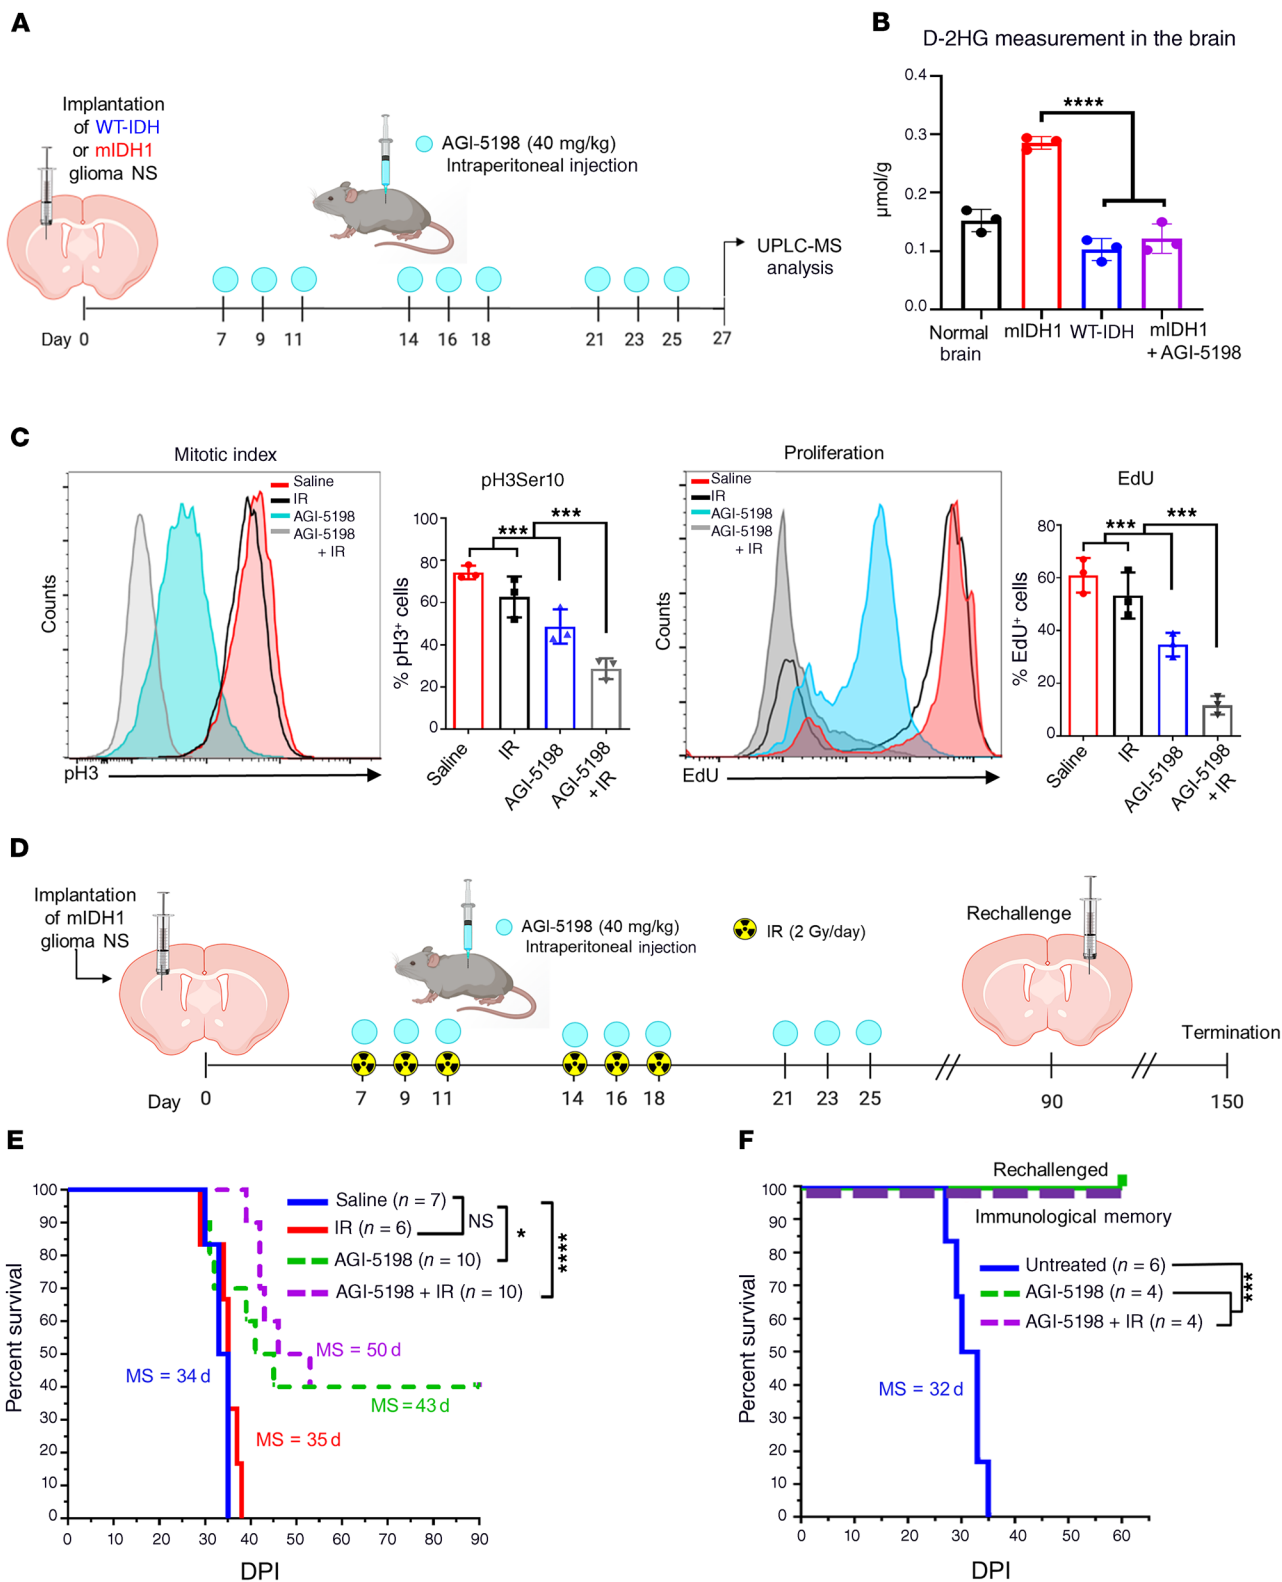 A
Implantation
of WT-IDH
or mIDH1
glioma NS
AGI-5198 (40 mg/kg)
Intraperitoneal injection
UPLC-MS
analysis
Day 0 7 9 11 14 16 18 21 23 25 27
B
D-2HG measurement in the brain
µmol/g
0.4
0.3
0.2
0.1
0.0
****
Normal
brain
mIDH1
WT-IDH
mIDH1
+ AGI-5198
C
Mitotic index
Saline
IR
AGI-5198
AGI-5198
+ IR
Counts
pH3
pH3Ser10
% pH3+ cells
100
80
60
40
20
0
***
***
Saline
IR
AGI-5198
AGI-5198
+ IR
Proliferation
Saline
IR
AGI-5198
AGI-5198
+ IR
Counts
EdU
EdU
% EdU+ cells
80
60
40
20
0
***
***
Saline
IR
AGI-5198
AGI-5198
+ IR
D
Implantation
of mIDH1
glioma NS
AGI-5198 (40 mg/kg)
Intraperitoneal injection
IR (2 Gy/day)
Rechallenge
Termination
Day 0 7 9 11 14 16 18 21 23 25 90 150
E
Percent survival
100
90
80
70
60
50
40
30
20
10
0
Saline (n = 7)
IR (n = 6)
AGI-5198 (n = 10)
AGI-5198 + IR (n = 10)
NS
*
****
MS = 50 d
MS = 34 d
MS = 43 d
MS = 35 d
0 10 20 30 40 50 60 70 80 90
DPI
F
Percent survival
100
90
80
70
60
50
40
30
20
10
0
Rechallenged
Immunological memory
Untreated (n = 6)
AGI-5198 (n = 4)
AGI-5198 + IR (n = 4)
***
MS = 32 d
0 10 20 30 40 50 60
DPI